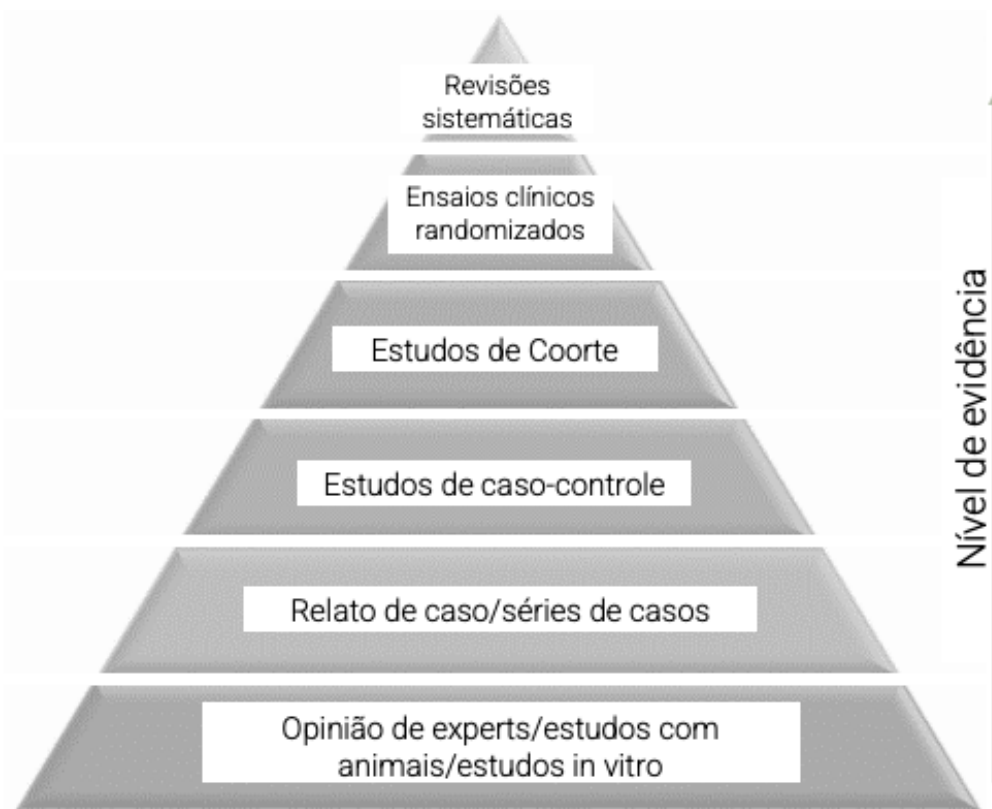 Revisões
sistemáticas
Ensaios clínicos
randomizados
Estudos de Coorte
Estudos de caso-controle
Relato de caso/séries de casos
Opinião de experts/estudos com
animais/estudos in vitro
Nível de evidência